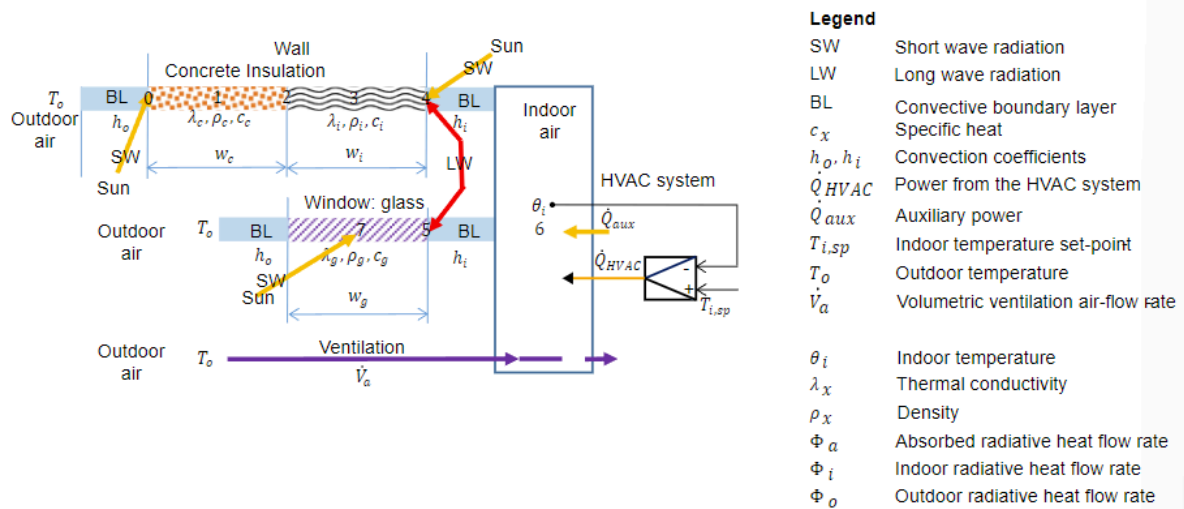 Wall
Concrete Insulation
Sun
SW
T_o
BL
0
1
2
3
4
BL
Outdoor
air
h_o
λ_c, ρ_c, c_c
λ_i, ρ_i, c_i
h_i
Indoor
air
SW
w_c
w_i
LW
Sun
HVAC system
Window: glass
θ_i
Outdoor
air
T_o
BL
7
5
BL
6
Q̇_aux
h_o
λ_g, ρ_g, c_g
h_i
Q̇_HVAC
-
SW
Sun
+
w_g
T_i,sp
Outdoor
air
T_o
Ventilation
V̇_a
Legend
SW Short wave radiation
LW Long wave radiation
BL Convective boundary layer
c_x Specific heat
h_o, h_i Convection coefficients
Q̇_HVAC Power from the HVAC system
Q̇_aux Auxiliary power
T_i,sp Indoor temperature set-point
T_o Outdoor temperature
V̇_a Volumetric ventilation air-flow rate
θ_i Indoor temperature
λ_x Thermal conductivity
ρ_x Density
Φ_a Absorbed radiative heat flow rate
Φ_i Indoor radiative heat flow rate
Φ_o Outdoor radiative heat flow rate